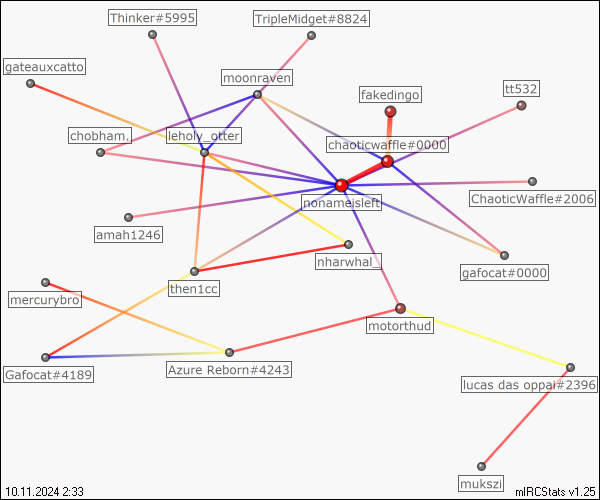 Thinker#5995
TripleMidget#8824
gateauxcatto
moonraven
fakedingo
tt532
chobham.
leholy_otter
chaoticwaffle#0000
nonameisleft
ChaoticWaffle#2006
amah1246
nharwhal_
gafocat#0000
then1cc
mercurybro
motorthud
Gafocat#4189
Azure Reborn#4243
lucas das oppai#2396
mukszi
10.11.2024 2:33
mIRCStats v1.25